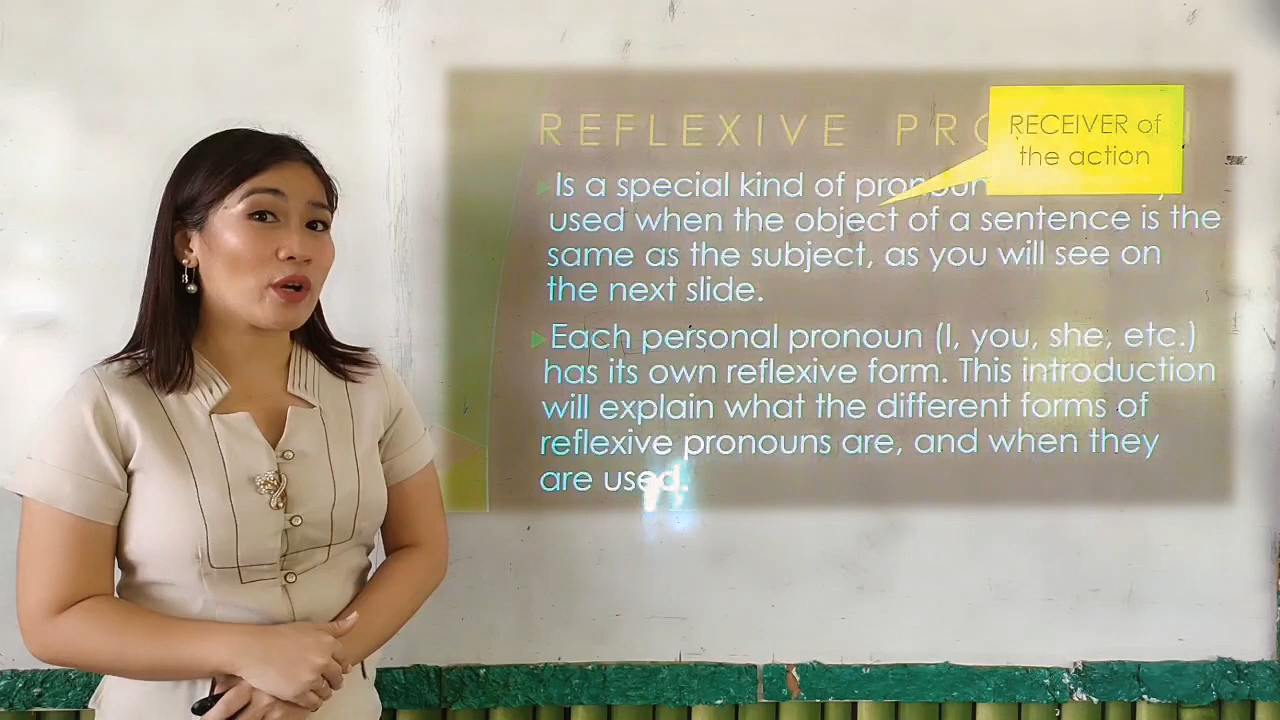 REFLEXIVE PR
RECEIVER of
the action
Is a special kind of pronoun
used when the object of a sentence is the
same as the subject, as you will see on
the next slide.
Each personal pronoun (I, you, she, etc.)
has its own reflexive form. This introduction
will explain what the different forms of
reflexive pronouns are, and when they
are used.